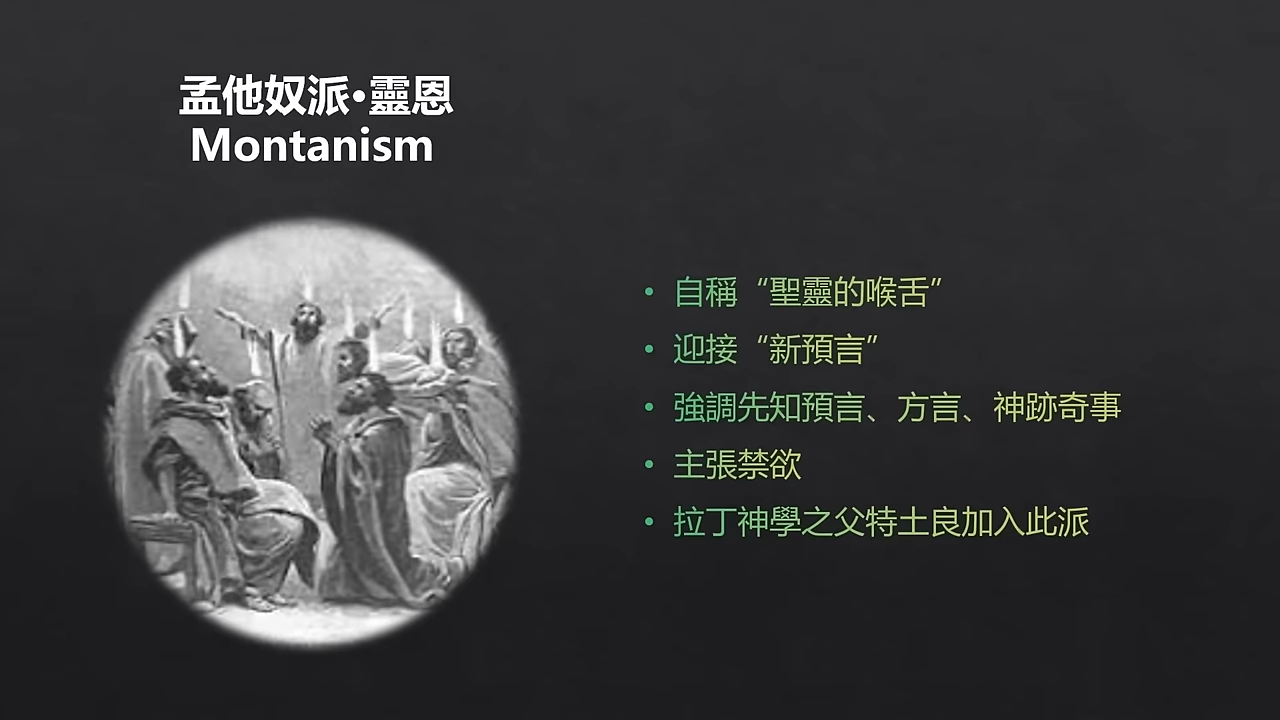 孟他奴派•靈恩
Montanism
• 自稱“聖靈的喉舌”
• 迎接“新預言”
• 強調先知預言、方言、神跡奇事
• 主張禁欲
• 拉丁神學之父特土良加入此派